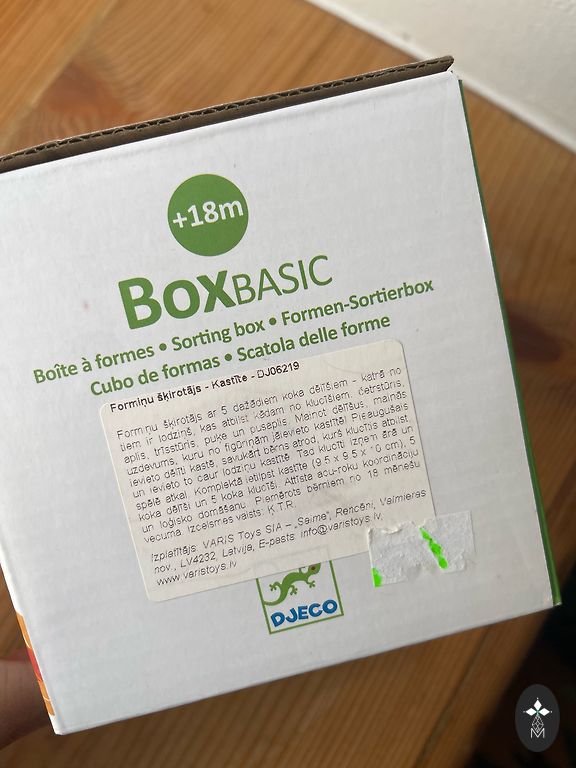 +18m
BOXBASIC
Boîte à formes • Sorting box • Formen-Sortierbox
Cubo de formas • Scatola delle forme
Formiņu šķirotājs - Kastīte - DJ06219
Formiņu šķirotājs ar 5 dažādiem koka dēlīšiem - katrā no
tiem ir lodziņš, kas atbilst kādam no klucīšiem: četrstūris,
aplis, trīsstūris, puķe un pusaplis. Mainot dēlīšus, mainās
uzdevums, kuru no figūriņām jāievieto kastītē! Pieaugušais
ievieto dēlīti kastē, savukārt bērns atrod, kurš klucītis atbilst,
un ievieto to caur lodziņu kastītē. Tad klucīti izņem ārā un
spēlē atkal. Komplektā ietilpst kastīte (9.5 x 9.5 x 10 cm), 5
koka dēlīši un 5 koka klucīši. Attīsta acu-roku koordināciju
un loģisko domāšanu. Piemērots bērniem no 18 mēnešu
vecuma. Izcelsmes valsts: Ķ.T.R.
Izplatītājs VARIS Toys SIA – „Saime”, Rencēni, Valmieras
nov., LV4232, Latvija, E-pasts: info@varistoys.lv,
www.varistoys.lv
DJECO
M